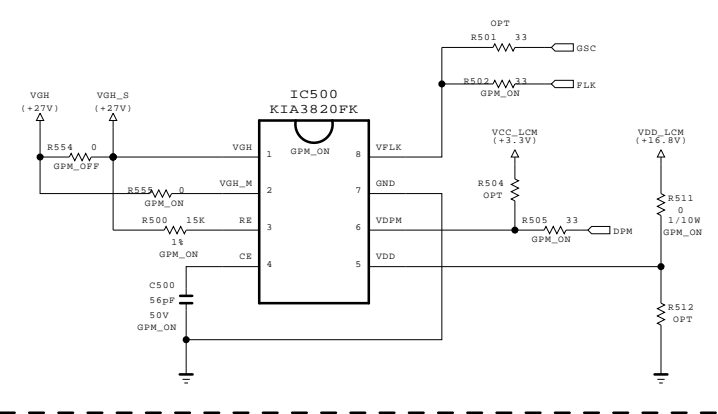 OPT
R501 33
GSC
R502 33
GPM_ON
FLK
VGH
(+27V)
VGH_S
(+27V)
IC500
KIA3820FK
GPM_ON
R554 0
GPM_OFF
VGH 1
8 VFLK
VCC_LCM
(+3.3V)
VDD_LCM
(+16.8V)
R555 0
GPM_ON
VGH_M 2
7 GND
R504
OPT
R511
0
1/10W
GPM_ON
R500 15K
1%
GPM_ON
RE 3
6 VDPM
R505 33
GPM_ON
DPM
CE 4
5 VDD
C500
56pF
50V
GPM_ON
R512
OPT